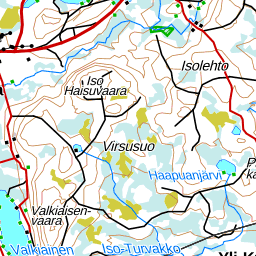 Isolehto
Iso
Haisuvaara
Virsusuo
Haapuanjärvi
Valkiaisen-
vaara
Valkiainen
Iso-Turvakko